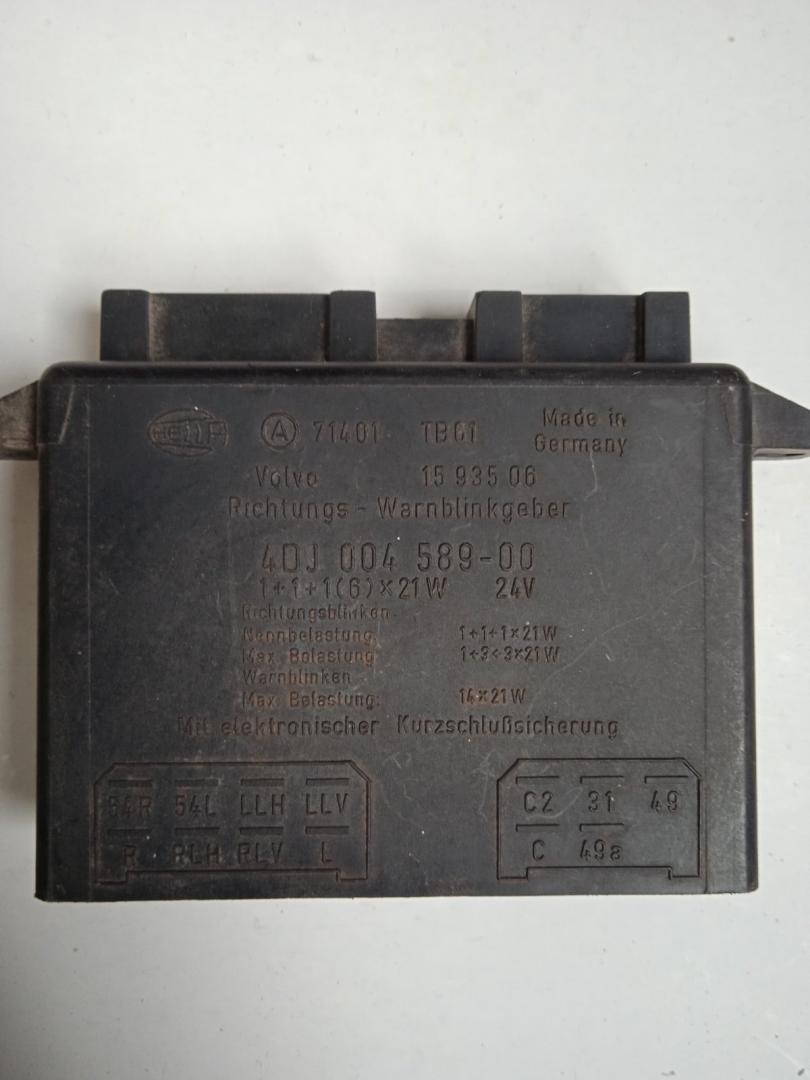 HELLA A 71401 TB61 Made in
Germany
Volvo 15 935 06
Richtungs - Warnblinkgeber
4DJ 004 589-00
1+1+1(6)×21W 24V
Richtungsblinken
Nennbelastung: 1+1+1×21W
Max. Belastung: 1+3+3×21W
Warnblinken
Max. Belastung: 14×21W
Mit elektronischer Kurzschlußsicherung
54R 54L LLH LLV
R RLH RLV L
C2 31 49
C 49a